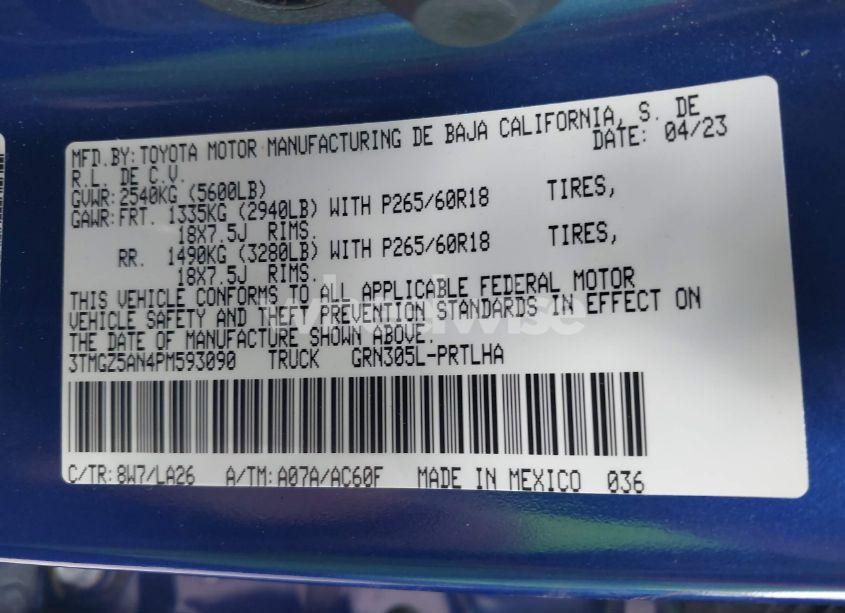 MFD.BY:TOYOTA MOTOR MANUFACTURING DE BAJA CALIFORNIA, S. DE
R.L. DE C.V. DATE: 04/23
GVWR:2540KG (5600LB)
GAWR:FRT. 1335KG (2940LB) WITH P265/60R18 TIRES,
18X7.5J RIMS.
RR. 1490KG (3280LB) WITH P265/60R18 TIRES,
18X7.5J RIMS.
THIS VEHICLE CONFORMS TO ALL APPLICABLE FEDERAL MOTOR
VEHICLE SAFETY AND THEFT PREVENTION STANDARDS IN EFFECT ON
THE DATE OF MANUFACTURE SHOWN ABOVE.
3TMGZ5AN4PM593090 TRUCK GRN305L-PRTLHA
C/TR:8W7/LA26 A/TM:A07A/AC60F MADE IN MEXICO 036
wheelwise